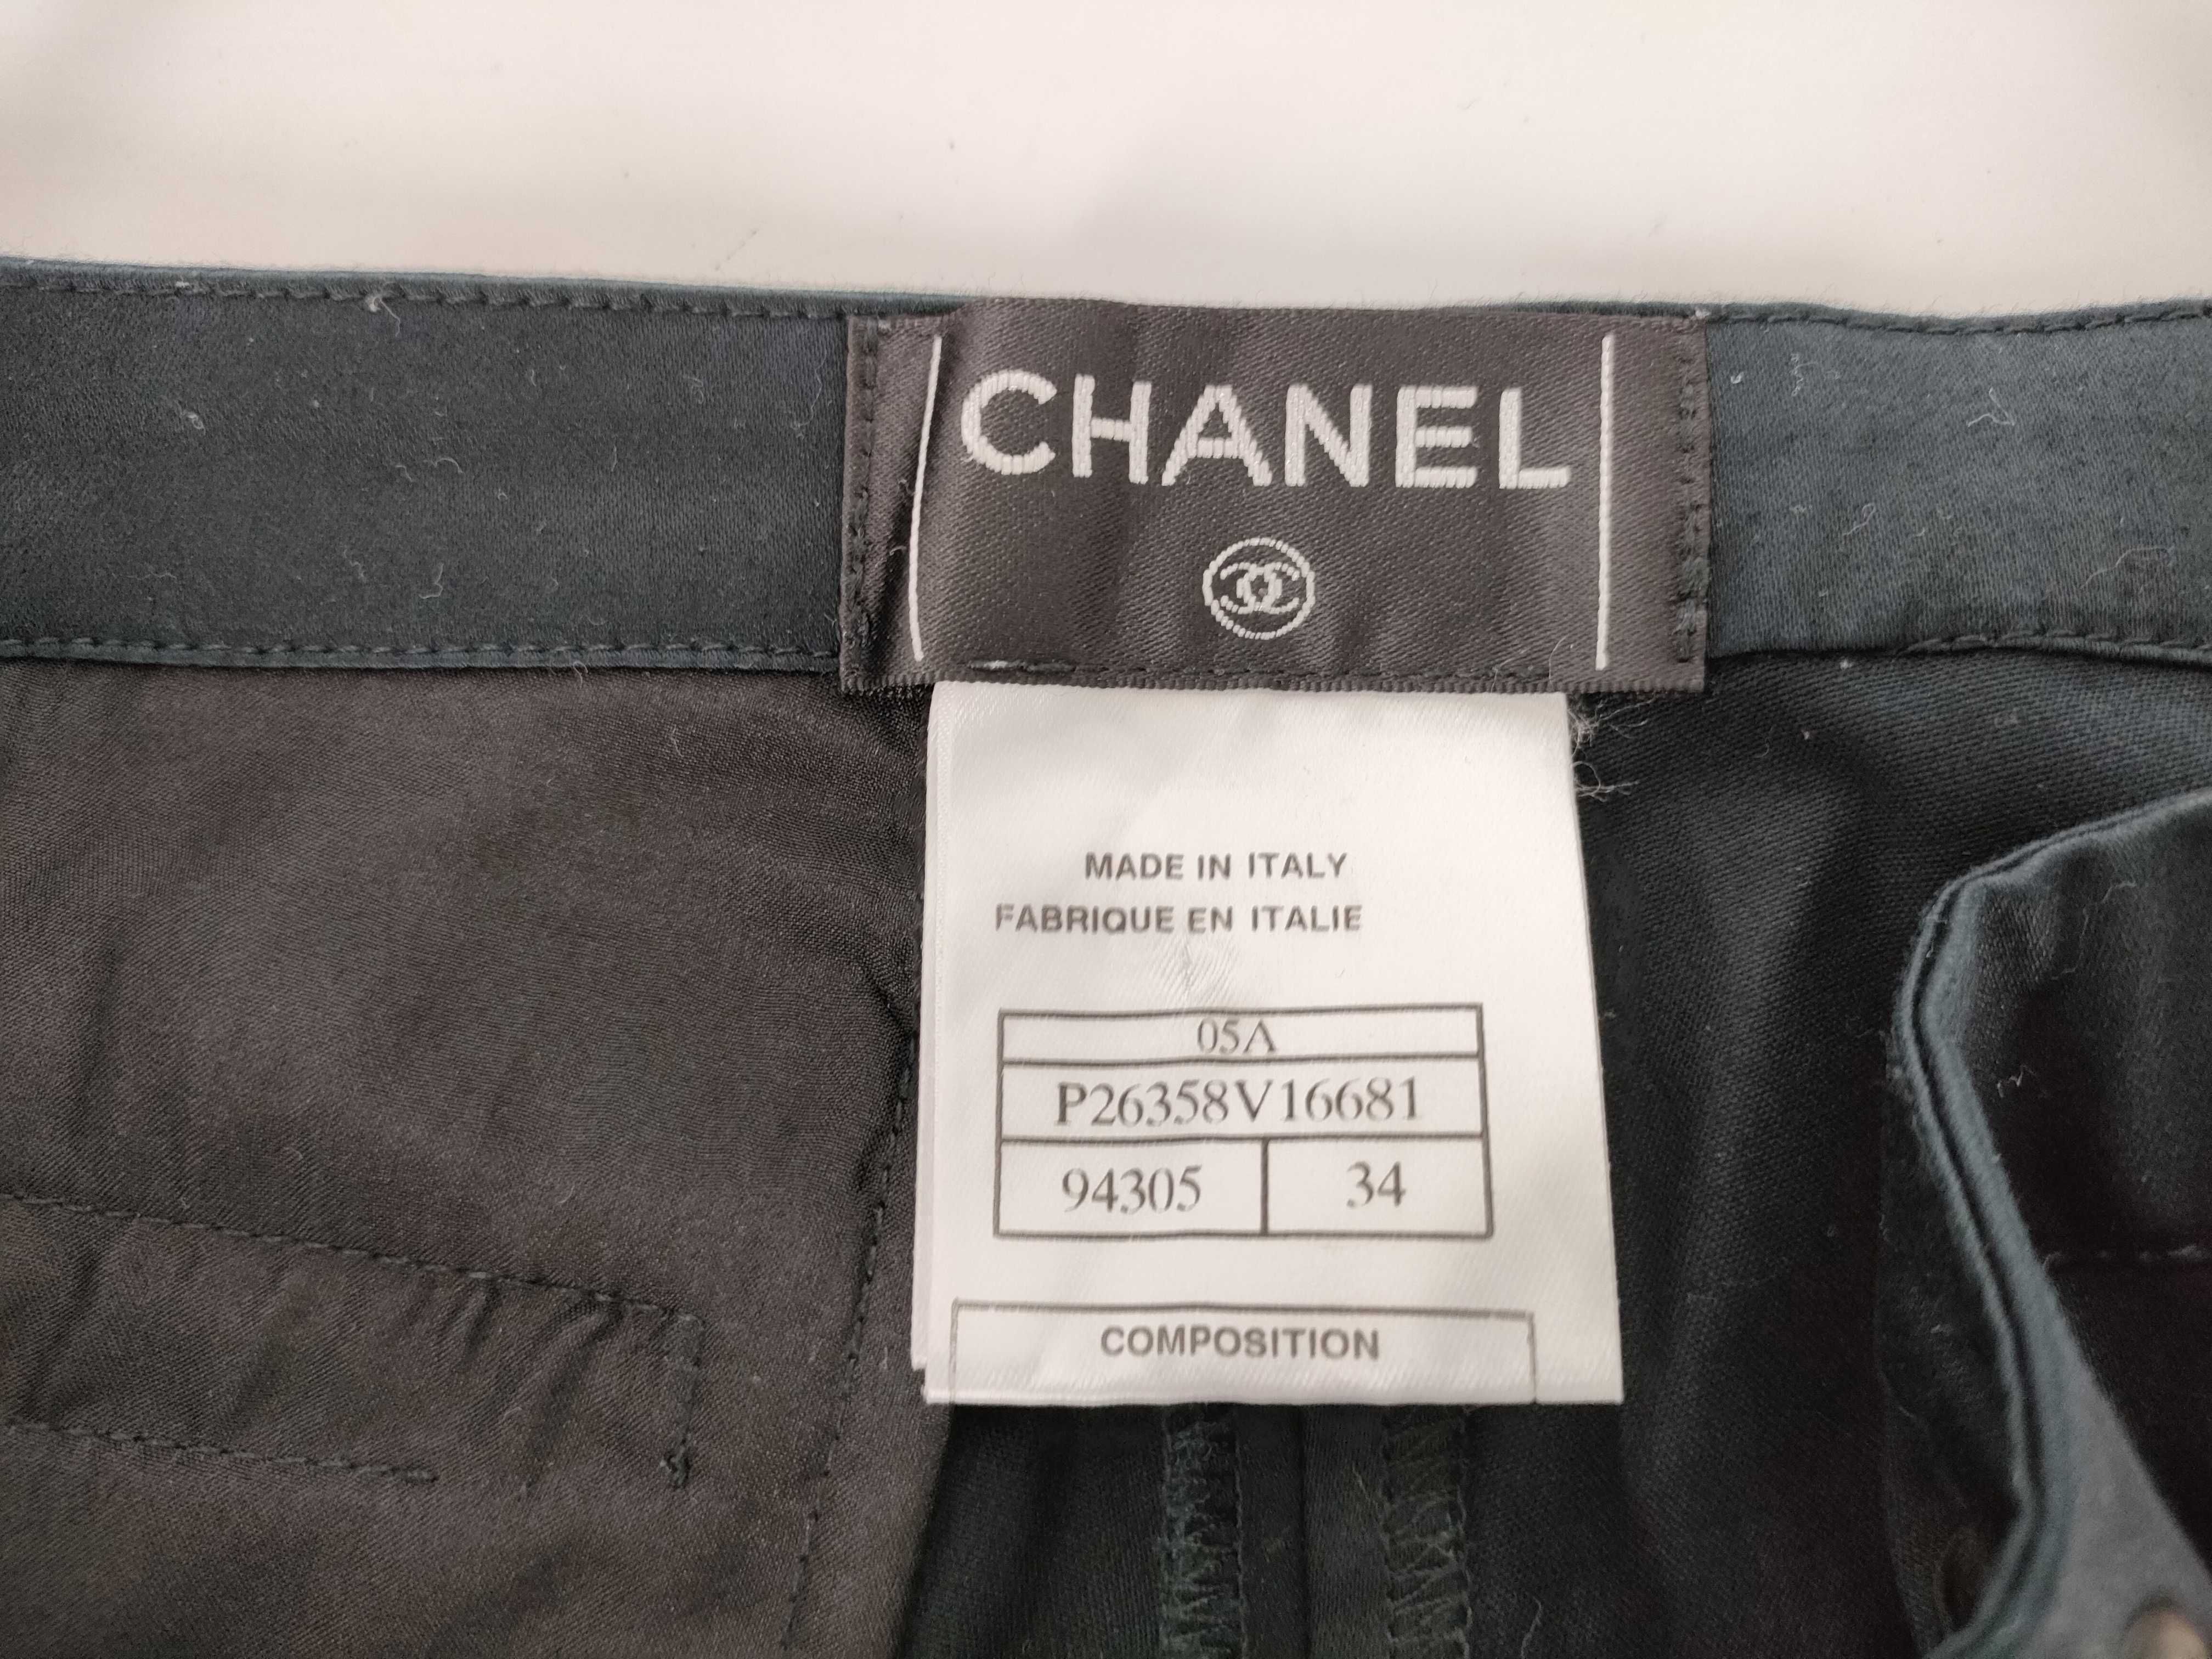 CHANEL
MADE IN ITALY
FABRIQUE EN ITALIE
05A
P26358V16681
94305 34
COMPOSITION